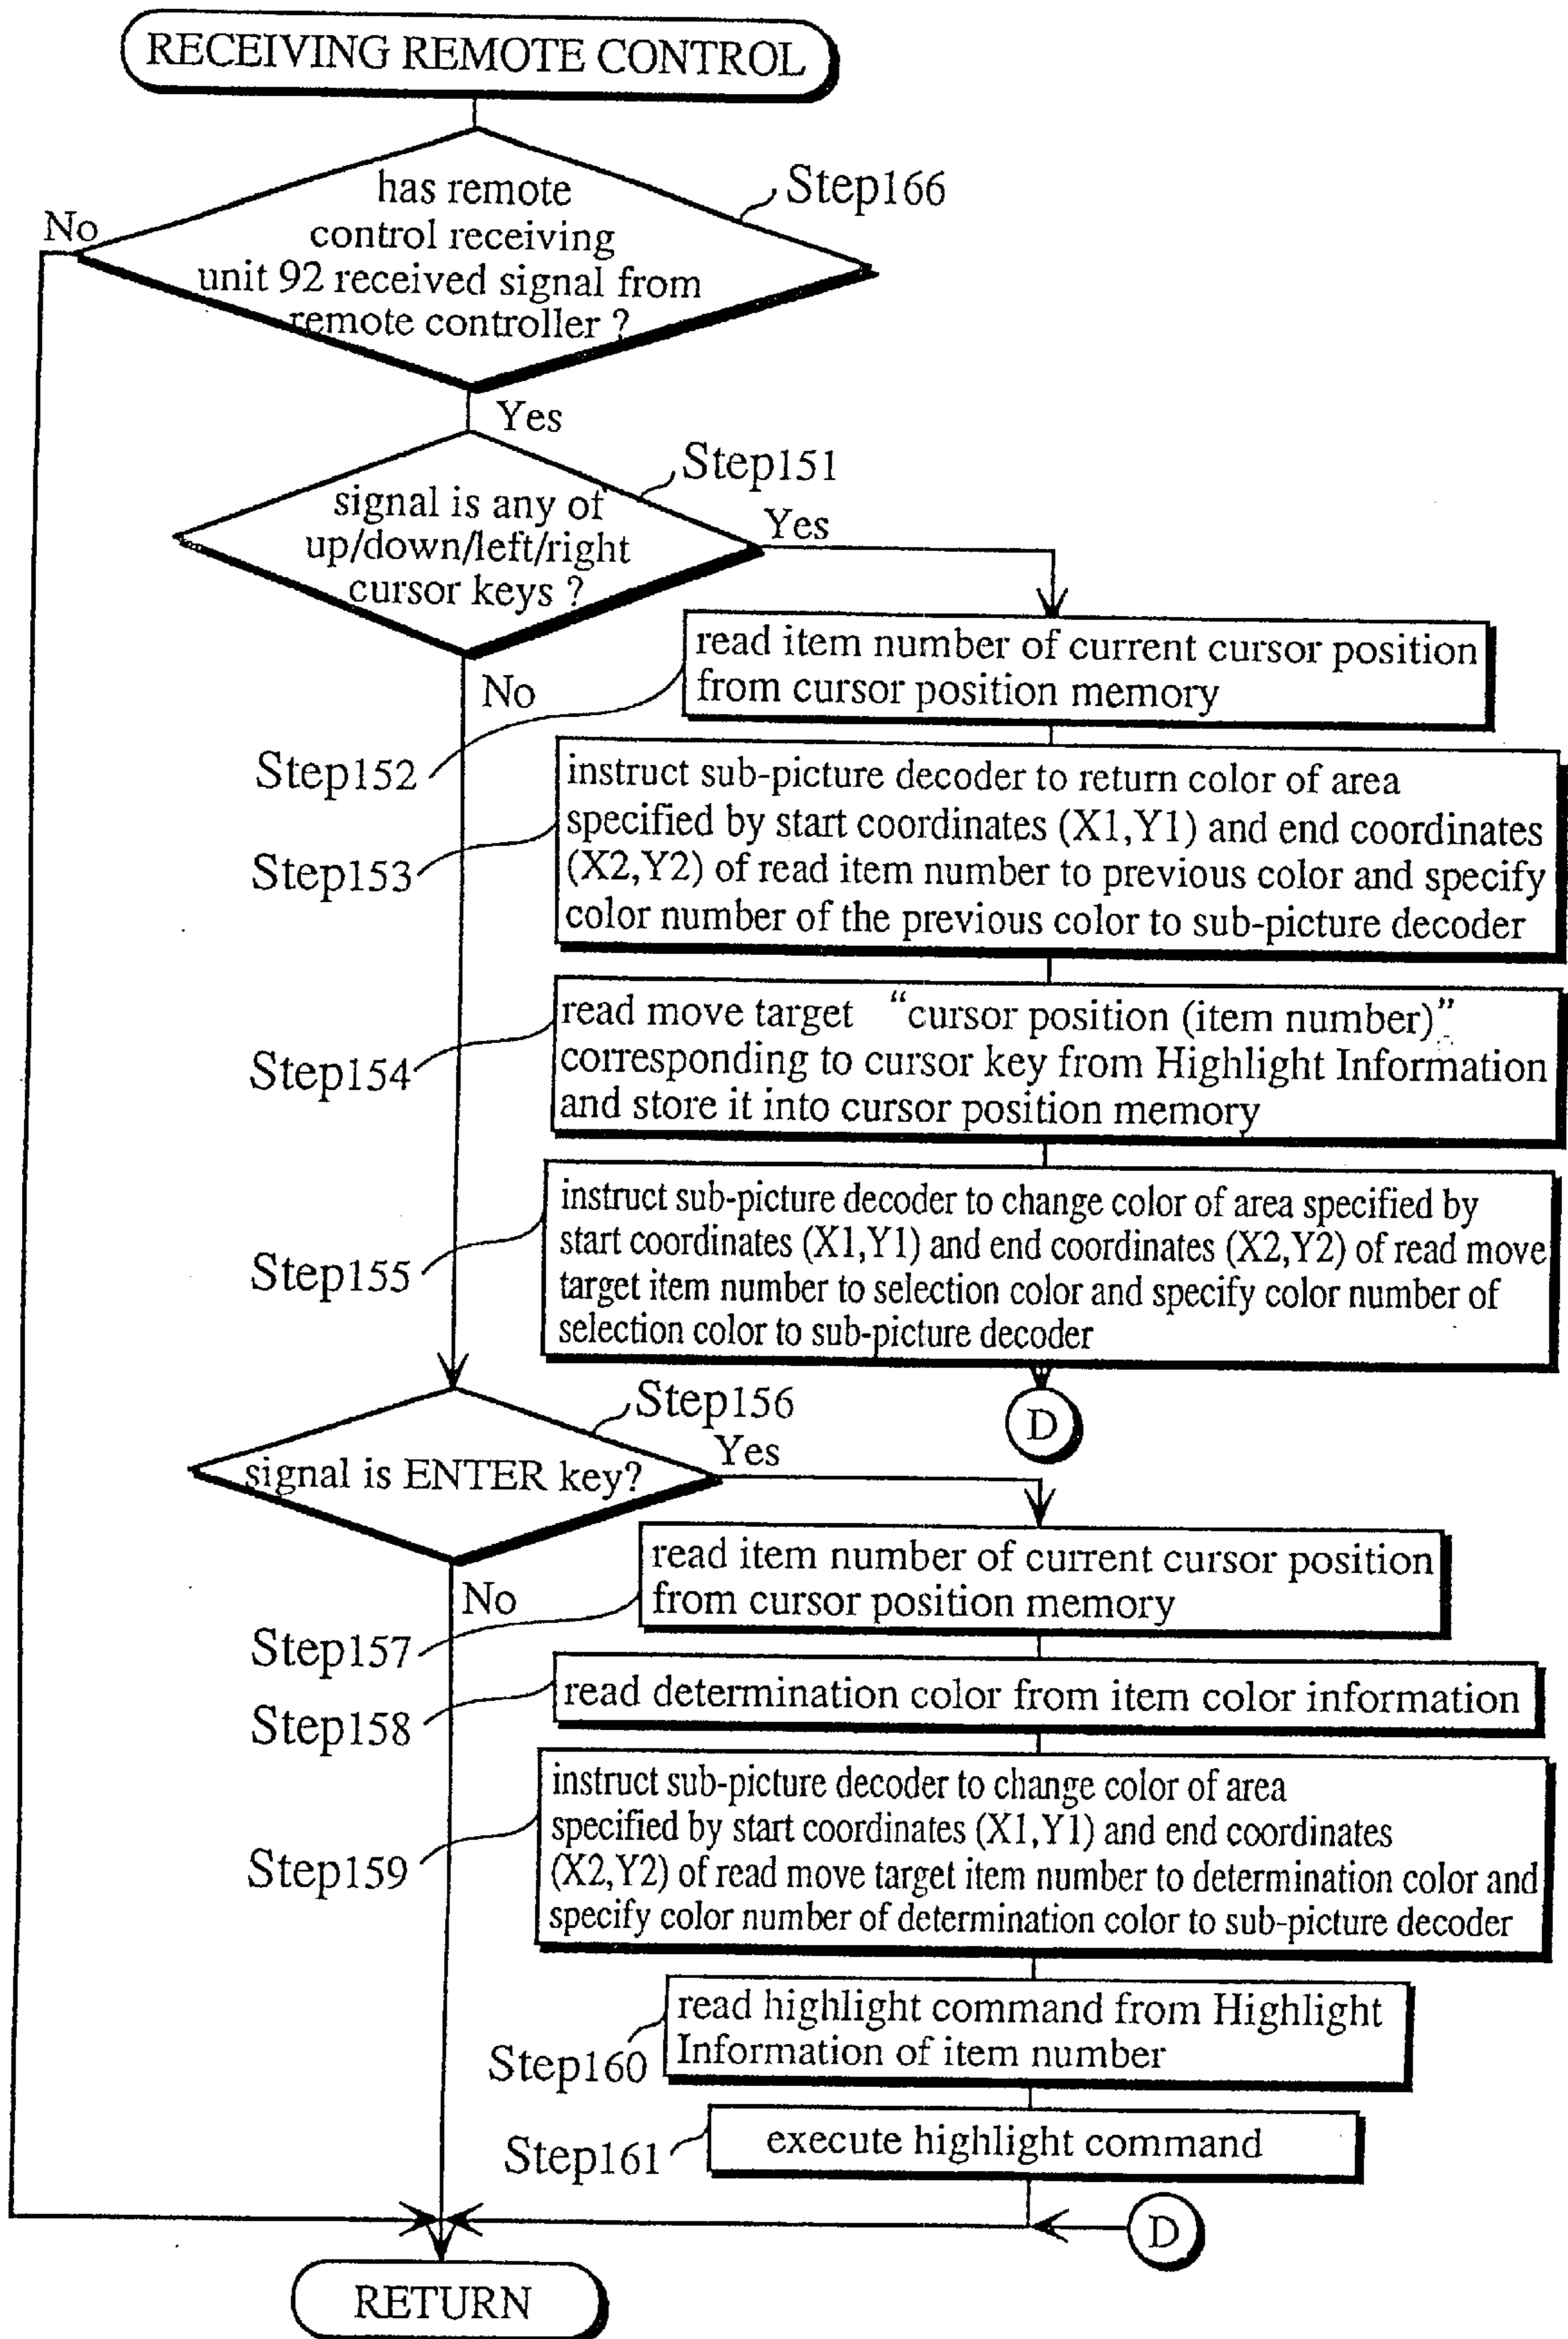 RECEIVING REMOTE CONTROL
has remote
control receiving
unit 92 received signal from
remote controller ?
Step166
No
Yes
signal is any of
up/down/left/right
cursor keys ?
Step151
Yes
No
read item number of current cursor position
from cursor position memory
Step152
instruct sub-picture decoder to return color of area
specified by start coordinates (X1,Y1) and end coordinates
(X2,Y2) of read item number to previous color and specify
color number of the previous color to sub-picture decoder
Step153
read move target “cursor position (item number)”
corresponding to cursor key from Highlight Information
and store it into cursor position memory
Step154
instruct sub-picture decoder to change color of area specified by
start coordinates (X1,Y1) and end coordinates (X2,Y2) of read move
target item number to selection color and specify color number of
selection color to sub-picture decoder
Step155
D
signal is ENTER key?
Step156
Yes
No
read item number of current cursor position
from cursor position memory
Step157
read determination color from item color information
Step158
instruct sub-picture decoder to change color of area
specified by start coordinates (X1,Y1) and end coordinates
(X2,Y2) of read move target item number to determination color and
specify color number of determination color to sub-picture decoder
Step159
read highlight command from Highlight
Information of item number
Step160
execute highlight command
Step161
D
RETURN